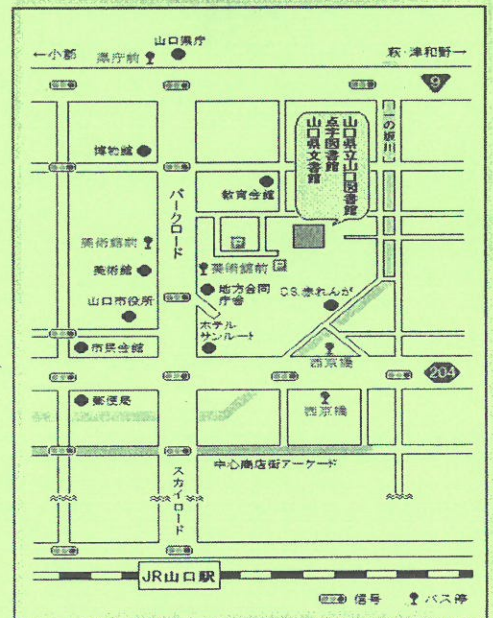 山口県庁
←小郡
県庁前
萩・津和野→
9
山口県立山口図書館
点字図書館
山口県文書館
一の坂川
博物館
教育会館
パークロード
美術館前
P
美術館前
P
美術館
地方合同
庁舎
C.S.赤れんが
山口市役所
ホテル
サンルート
市民会館
西京橋
204
郵便局
西京橋
中心商店街アーケード
スカイロード
JR山口駅
信号
バス停